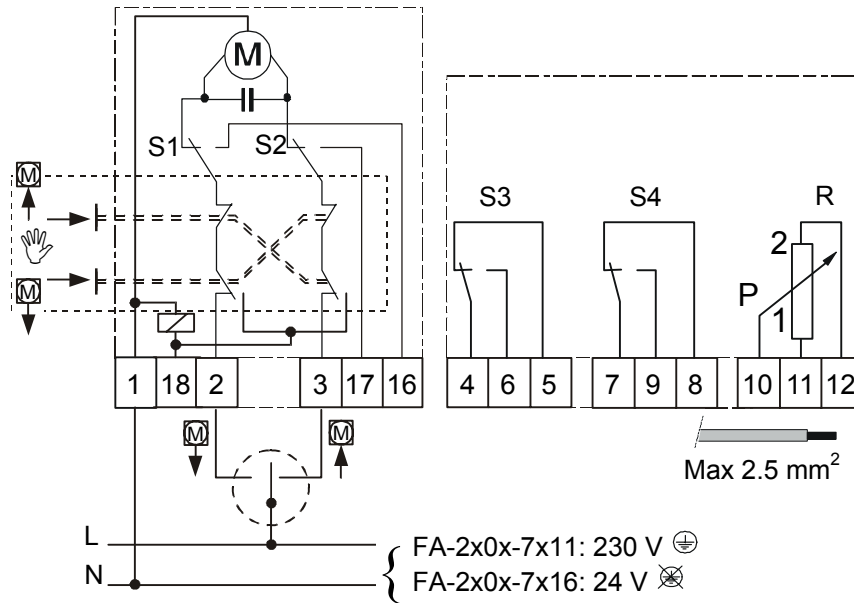 M
S1
S2
M
M
S3
S4
R
2
P
1
1 18 2 3 17 16
4 6 5
7 9 8
10 11 12
M
M
Max 2.5 mm²
L
FA-2x0x-7x11: 230 V
N
FA-2x0x-7x16: 24 V